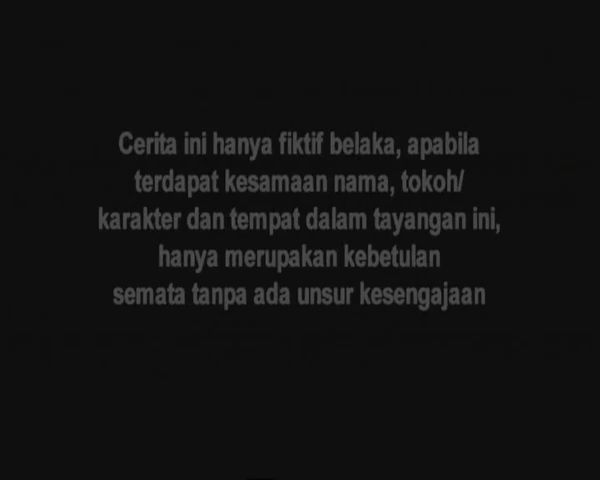 Cerita ini hanya fiktif belaka, apabila
terdapat kesamaan nama, tokoh/
karakter dan tempat dalam tayangan ini,
hanya merupakan kebetulan
semata tanpa ada unsur kesengajaan